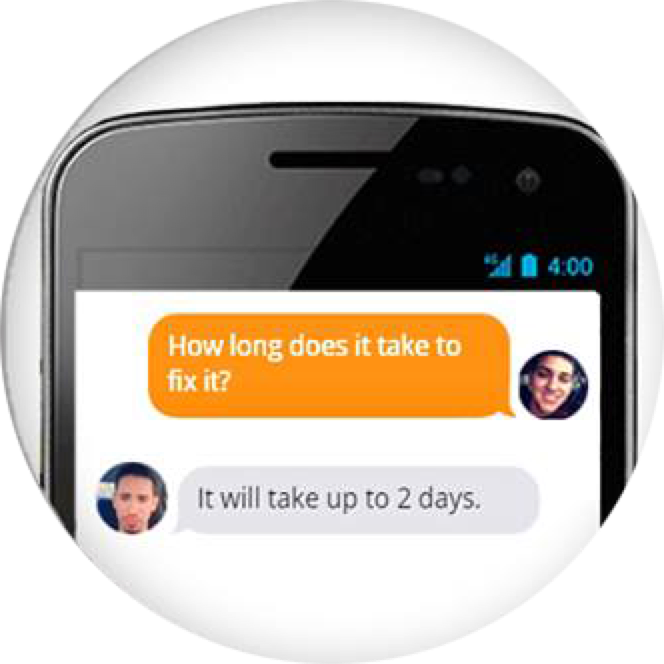 4G 4:00
How long does it take to
fix it?
It will take up to 2 days.